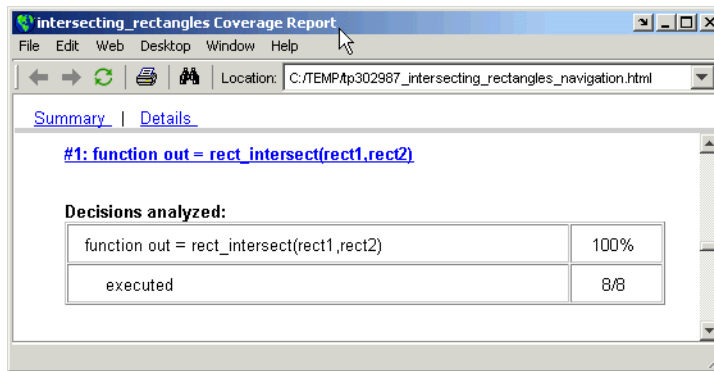 intersecting_rectangles Coverage Report
File Edit Web Desktop Window Help
Location: C:/TEMP/tp302987_intersecting_rectangles_navigation.html
Summary | Details
#1: function out = rect_intersect(rect1,rect2)
Decisions analyzed:
function out = rect_intersect(rect1,rect2) 100%
executed 8/8